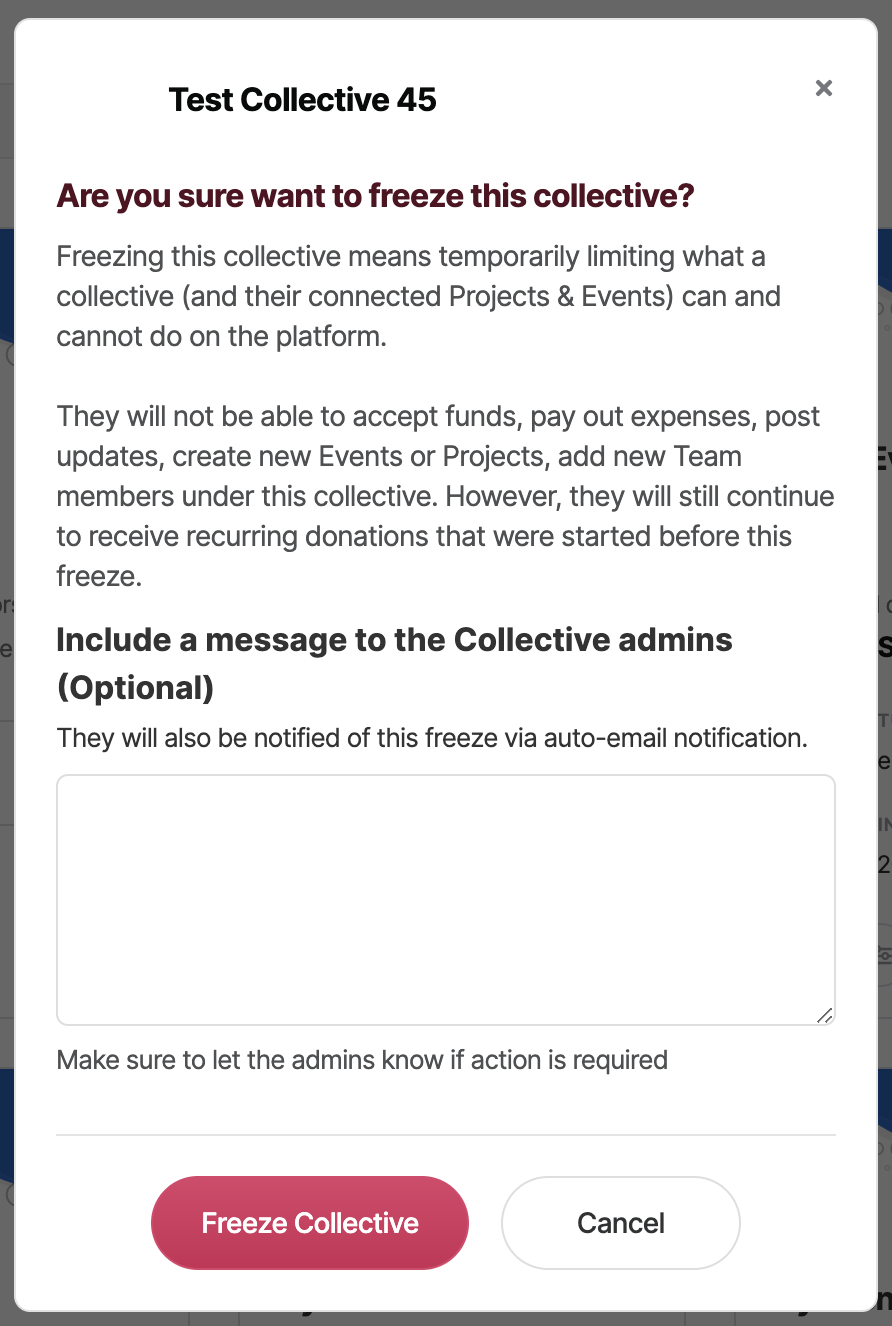 Test Collective 45
×
Are you sure want to freeze this collective?
Freezing this collective means temporarily limiting what a
collective (and their connected Projects & Events) can and
cannot do on the platform.
They will not be able to accept funds, pay out expenses, post
updates, create new Events or Projects, add new Team
members under this collective. However, they will still continue
to receive recurring donations that were started before this
freeze.
Include a message to the Collective admins
(Optional)
They will also be notified of this freeze via auto-email notification.
Make sure to let the admins know if action is required
Freeze Collective
Cancel